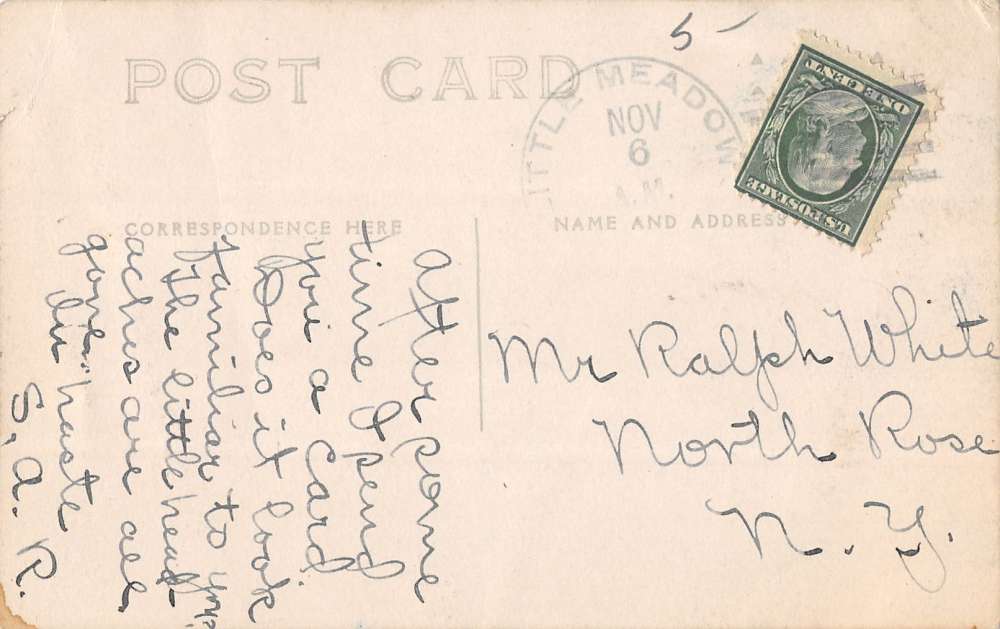 5 –
POST CARD
LITTLE MEADOW
NOV
6
A.M.
ONE CENT
U.S. POSTAGE
CORRESPONDENCE HERE
NAME AND ADDRESS
After some
time I send
you a card
Does it look
familiar to you?
The little head-
aches are all
gone.
In haste
S. A. R.
Mr Ralph White
North Rose
N. Y.